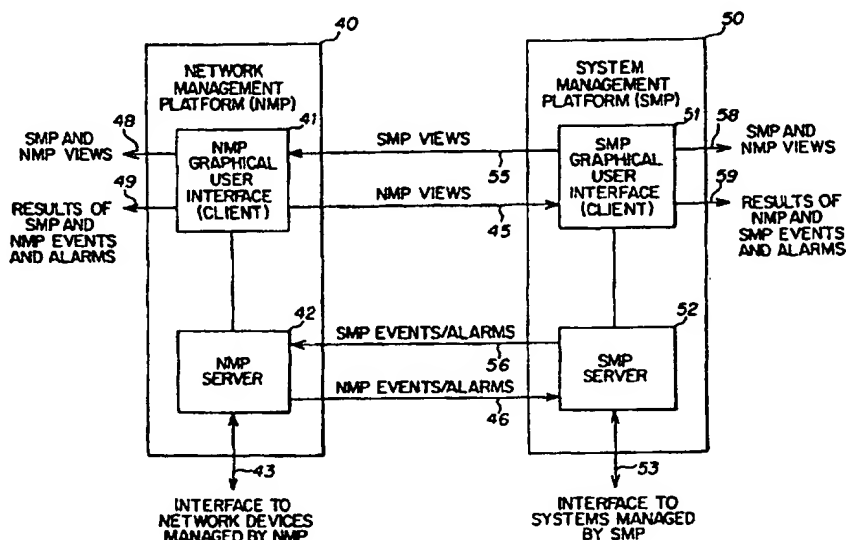 40
50
NETWORK
MANAGEMENT
PLATFORM (NMP)
SYSTEM
MANAGEMENT
PLATFORM (SMP)
48
41
51
58
SMP AND
NMP VIEWS
NMP
GRAPHICAL
USER
INTERFACE
(CLIENT)
SMP VIEWS
55
SMP
GRAPHICAL
USER
INTERFACE
(CLIENT)
SMP AND
NMP VIEWS
49
59
RESULTS OF
SMP AND
NMP EVENTS
AND ALARMS
NMP VIEWS
45
RESULTS OF
NMP AND
SMP EVENTS
AND ALARMS
42
52
NMP
SERVER
SMP EVENTS/ALARMS
56
NMP EVENTS/ALARMS
46
SMP
SERVER
43
53
INTERFACE TO
NETWORK DEVICES
MANAGED BY NMP
INTERFACE TO
SYSTEMS MANAGED
BY SMP